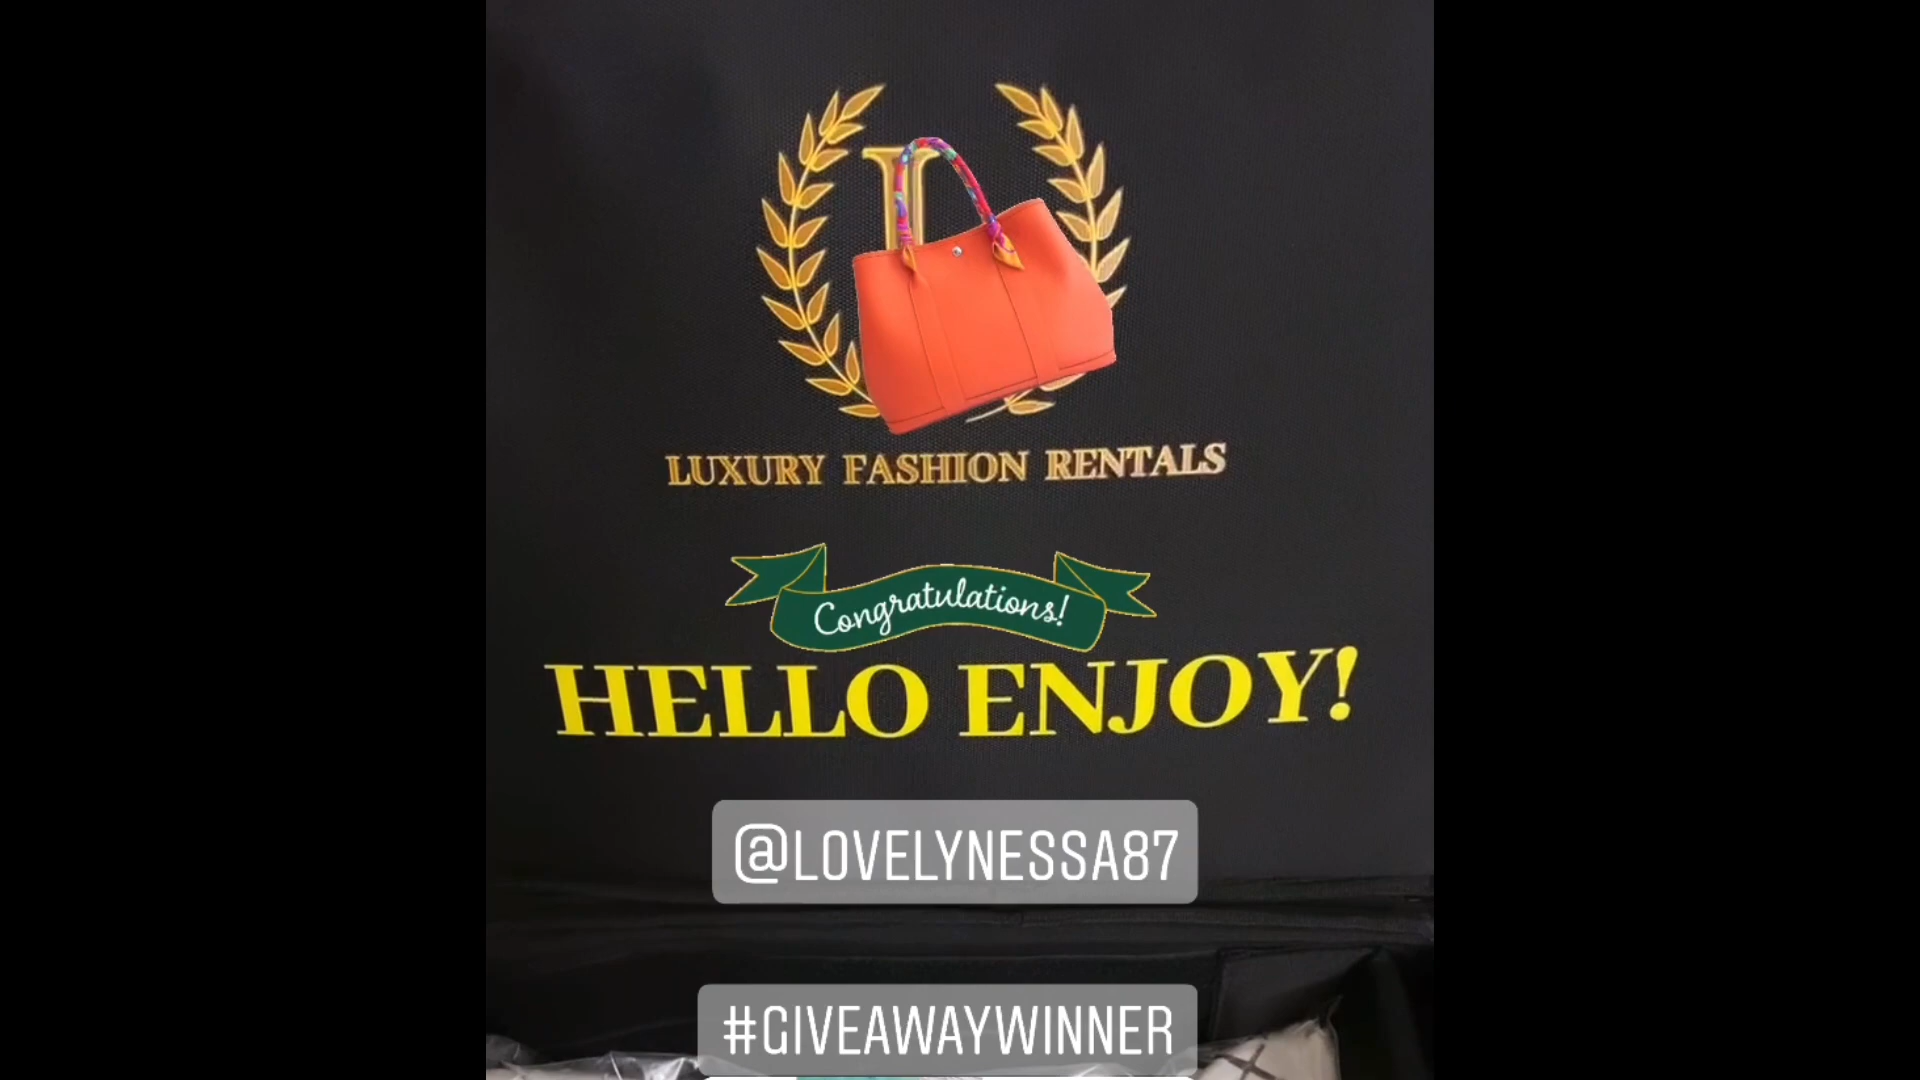 L
LUXURY FASHION RENTALS
Congratulations!
HELLO ENJOY!
@LOVELYNESSA87
#GIVEAWAYWINNER